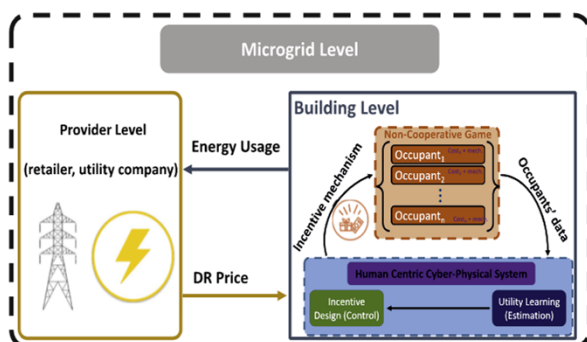 Microgrid Level
Provider Level
(retailer, utility company)
Energy Usage
DR Price
Building Level
Non-Cooperative Game
Occupant₁
Occupant₂
Occupantₙ
Incentive mechanism
Occupants' data
Human Centric Cyber-Physical System
Incentive
Design (Control)
Utility Learning
(Estimation)